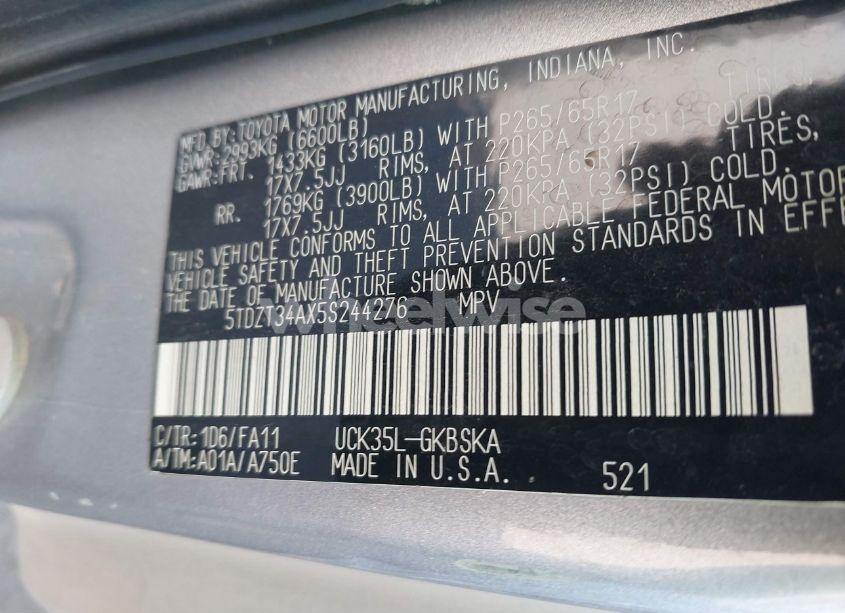 MFD. BY: TOYOTA MOTOR MANUFACTURING, INDIANA, INC.
GVWR: 2993KG (6600LB)
GAWR: FRT. 1433KG (3160LB) WITH P265/65R17 TIRES,
17X7.5JJ RIMS, AT 220KPA (32PSI) COLD.
RR. 1769KG (3900LB) WITH P265/65R17 TIRES,
17X7.5JJ RIMS, AT 220KPA (32PSI) COLD.
THIS VEHICLE CONFORMS TO ALL APPLICABLE FEDERAL MOTOR
VEHICLE SAFETY AND THEFT PREVENTION STANDARDS IN EFFE
THE DATE OF MANUFACTURE SHOWN ABOVE.
5TDZT34AX5S244276 MPV
wheelwise
C/TR: 1D6/FA11 UCK35L-GKBSKA
A/TM: A01A/A750E MADE IN U.S.A. 521